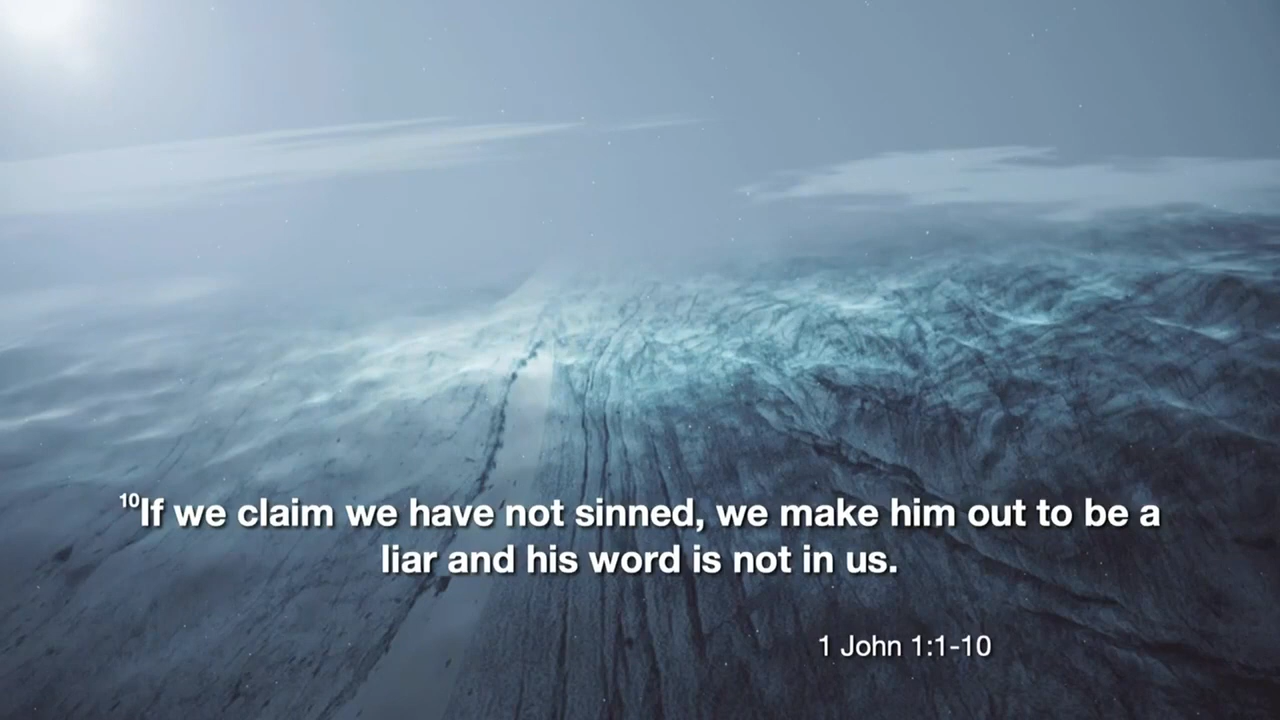 ¹⁰If we claim we have not sinned, we make him out to be a
liar and his word is not in us.
1 John 1:1-10